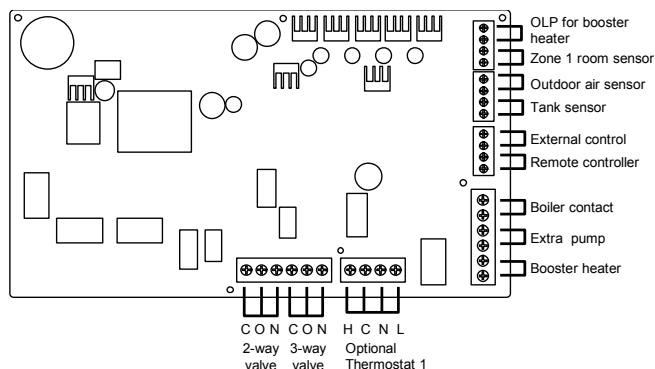 OLP for booster
heater
Zone 1 room sensor
Outdoor air sensor
Tank sensor
External control
Remote controller
Boiler contact
Extra pump
Booster heater
C O N C O N H C N L
2-way 3-way Optional
valve valve Thermostat 1